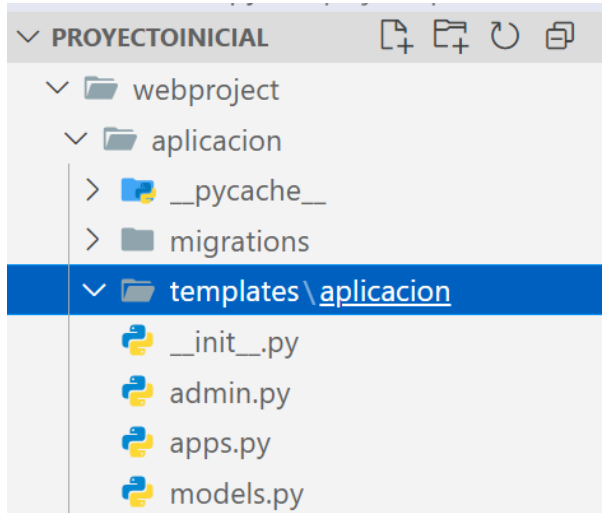 PROYECTOINICIAL
webproject
aplicacion
__pycache__
migrations
templates\aplicacion
__init__.py
admin.py
apps.py
models.py